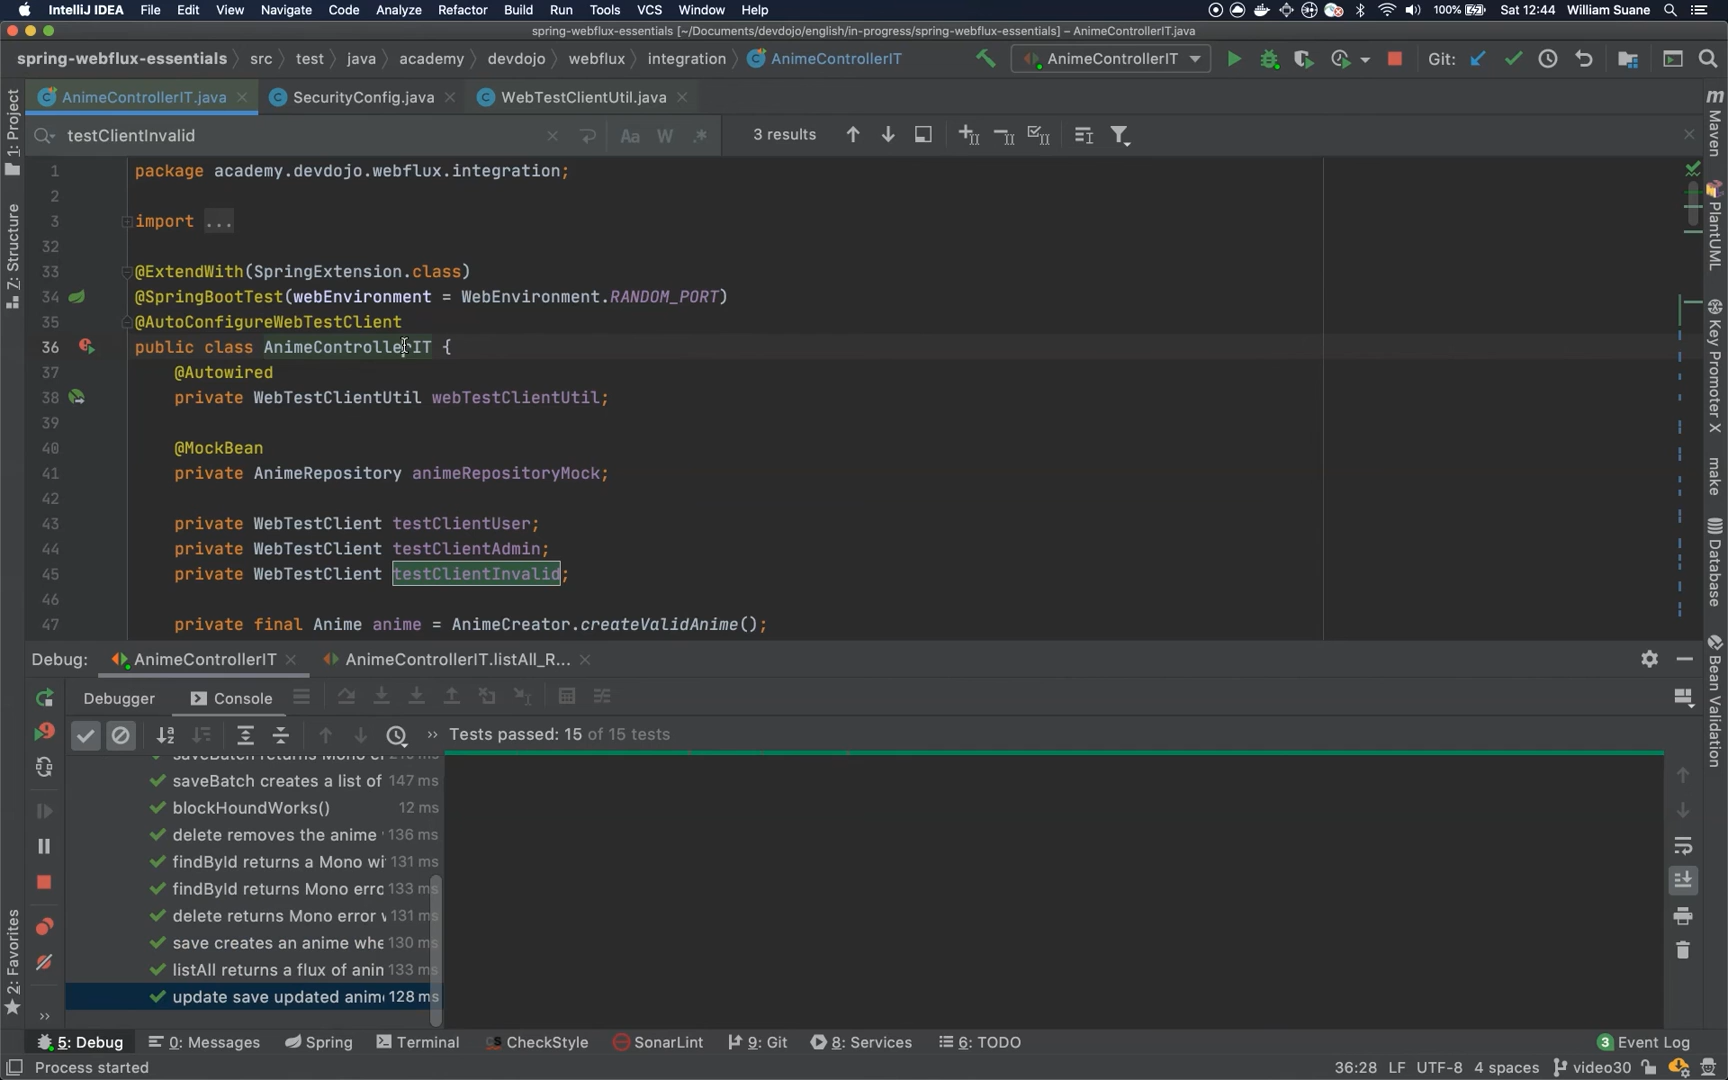 IntelliJ IDEA File Edit View Navigate Code Analyze Refactor Build Run Tools VCS Window Help 100% Sat 12:44 William Suane
spring-webflux-essentials [~/Documents/devdojo/english/in-progress/spring-webflux-essentials] – AnimeControllerIT.java
spring-webflux-essentials src test java academy devdojo webflux integration AnimeControllerIT AnimeControllerIT Git:
AnimeControllerIT.java SecurityConfig.java WebTestClientUtil.java
testClientInvalid Aa W .* 3 results
1 package academy.devdojo.webflux.integration;
2
3 import ...
32
33 @ExtendWith(SpringExtension.class)
34 @SpringBootTest(webEnvironment = WebEnvironment.RANDOM_PORT)
35 @AutoConfigureWebTestClient
36 public class AnimeControllerIT {
37 @Autowired
38 private WebTestClientUtil webTestClientUtil;
39
40 @MockBean
41 private AnimeRepository animeRepositoryMock;
42
43 private WebTestClient testClientUser;
44 private WebTestClient testClientAdmin;
45 private WebTestClient testClientInvalid;
46
47 private final Anime anime = AnimeCreator.createValidAnime();
1: Project
7: Structure
2: Favorites
Maven
PlantUML
Key Promoter X
make
Database
Bean Validation
Debug: AnimeControllerIT AnimeControllerIT.listAll_R...
Debugger Console
Tests passed: 15 of 15 tests
saveBatch creates a list of 147 ms
blockHoundWorks() 12 ms
delete removes the anime 136 ms
findById returns a Mono wi 131 ms
findById returns Mono errc 133 ms
delete returns Mono error 131 ms
save creates an anime whe 130 ms
listAll returns a flux of anin 133 ms
update save updated anim 128 ms
5: Debug 0: Messages Spring Terminal CheckStyle SonarLint 9: Git 8: Services 6: TODO 3 Event Log
Process started 36:28 LF UTF-8 4 spaces video30